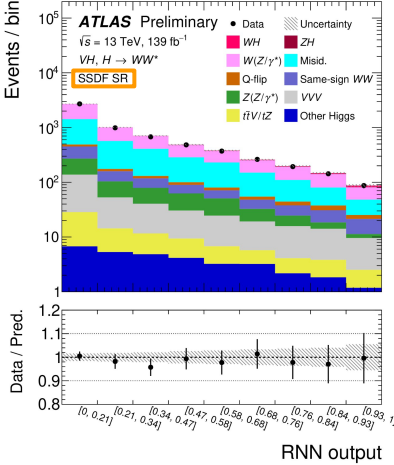 Events / bin
10⁵
10⁴
10³
10²
10
1
ATLAS Preliminary
√s = 13 TeV, 139 fb⁻¹
VH, H → WW*
SSDF SR
Data
Uncertainty
WH
ZH
W(Z/γ*)
Misid.
Q-flip
Same-sign WW
Z(Z/γ*)
VVV
tt̄V/tZ
Other Higgs
Data / Pred.
1.2
1.1
1
0.9
0.8
[0, 0.21]
[0.21, 0.34]
[0.34, 0.47]
[0.47, 0.58]
[0.58, 0.68]
[0.68, 0.76]
[0.76, 0.84]
[0.84, 0.93]
[0.93, 1]
RNN output